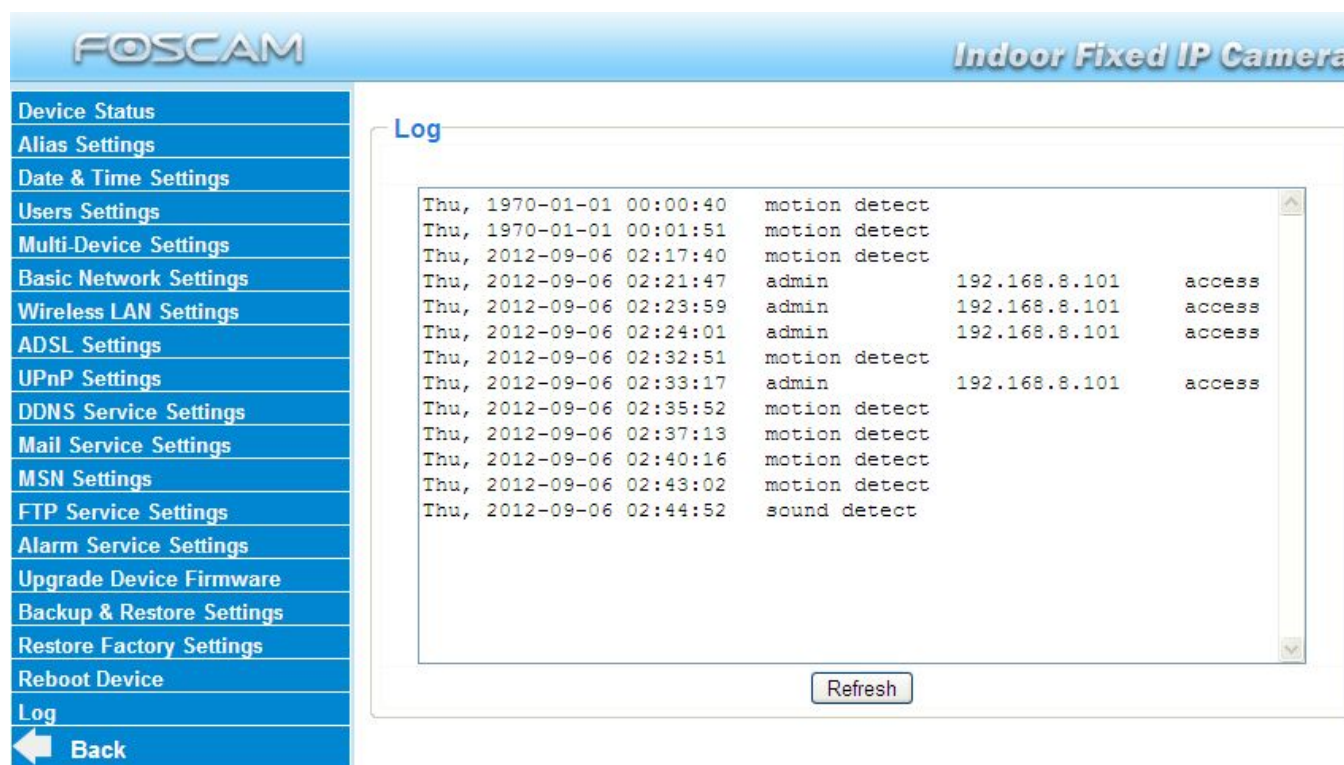 FOSCAM
Indoor Fixed IP Camera
Device Status
Alias Settings
Date & Time Settings
Users Settings
Multi-Device Settings
Basic Network Settings
Wireless LAN Settings
ADSL Settings
UPnP Settings
DDNS Service Settings
Mail Service Settings
MSN Settings
FTP Service Settings
Alarm Service Settings
Upgrade Device Firmware
Backup & Restore Settings
Restore Factory Settings
Reboot Device
Log
Back
Log
Thu, 1970-01-01 00:00:40 motion detect
Thu, 1970-01-01 00:01:51 motion detect
Thu, 2012-09-06 02:17:40 motion detect
Thu, 2012-09-06 02:21:47 admin 192.168.8.101 access
Thu, 2012-09-06 02:23:59 admin 192.168.8.101 access
Thu, 2012-09-06 02:24:01 admin 192.168.8.101 access
Thu, 2012-09-06 02:32:51 motion detect
Thu, 2012-09-06 02:33:17 admin 192.168.8.101 access
Thu, 2012-09-06 02:35:52 motion detect
Thu, 2012-09-06 02:37:13 motion detect
Thu, 2012-09-06 02:40:16 motion detect
Thu, 2012-09-06 02:43:02 motion detect
Thu, 2012-09-06 02:44:52 sound detect
Refresh